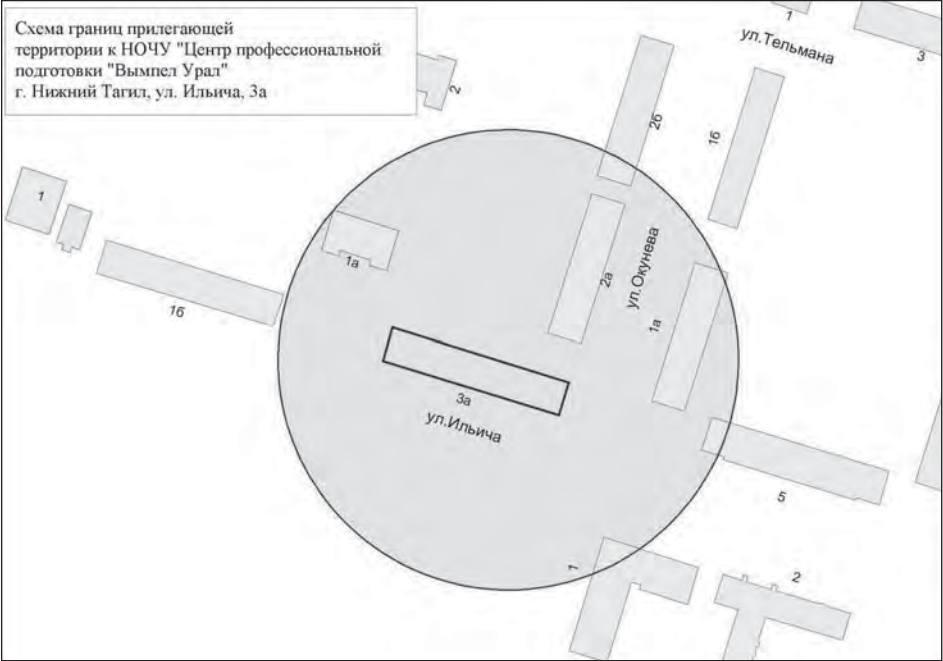 Схема границ прилегающей
территории к НОЧУ "Центр профессиональной
подготовки "Вымпел Урал"
г. Нижний Тагил, ул. Ильича, 3а
1
ул.Тельмана
3
2
2б
1б
1
1а
ул.Окунева
2а
1б
1а
3а
ул.Ильича
5
1
2